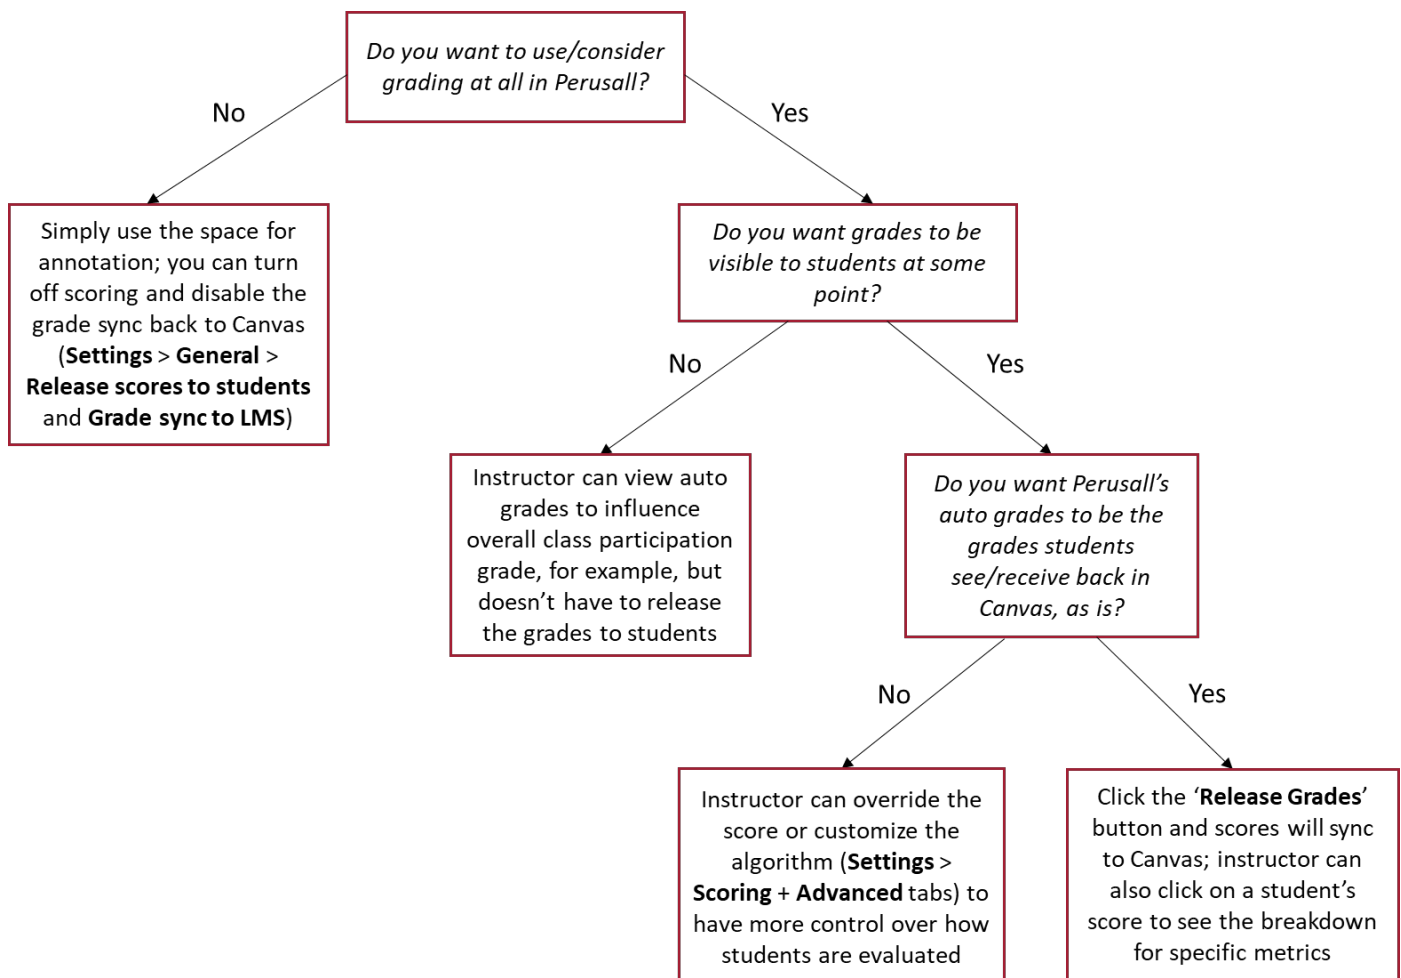 Do you want to use/consider
grading at all in Perusall?
No
Yes
Simply use the space for
annotation; you can turn
off scoring and disable the
grade sync back to Canvas
(Settings > General >
Release scores to students
and Grade sync to LMS)
Do you want grades to be
visible to students at some
point?
No
Yes
Instructor can view auto
grades to influence
overall class participation
grade, for example, but
doesn’t have to release
the grades to students
Do you want Perusall’s
auto grades to be the
grades students
see/receive back in
Canvas, as is?
No
Yes
Instructor can override the
score or customize the
algorithm (Settings >
Scoring + Advanced tabs) to
have more control over how
students are evaluated
Click the ‘Release Grades’
button and scores will sync
to Canvas; instructor can
also click on a student’s
score to see the breakdown
for specific metrics